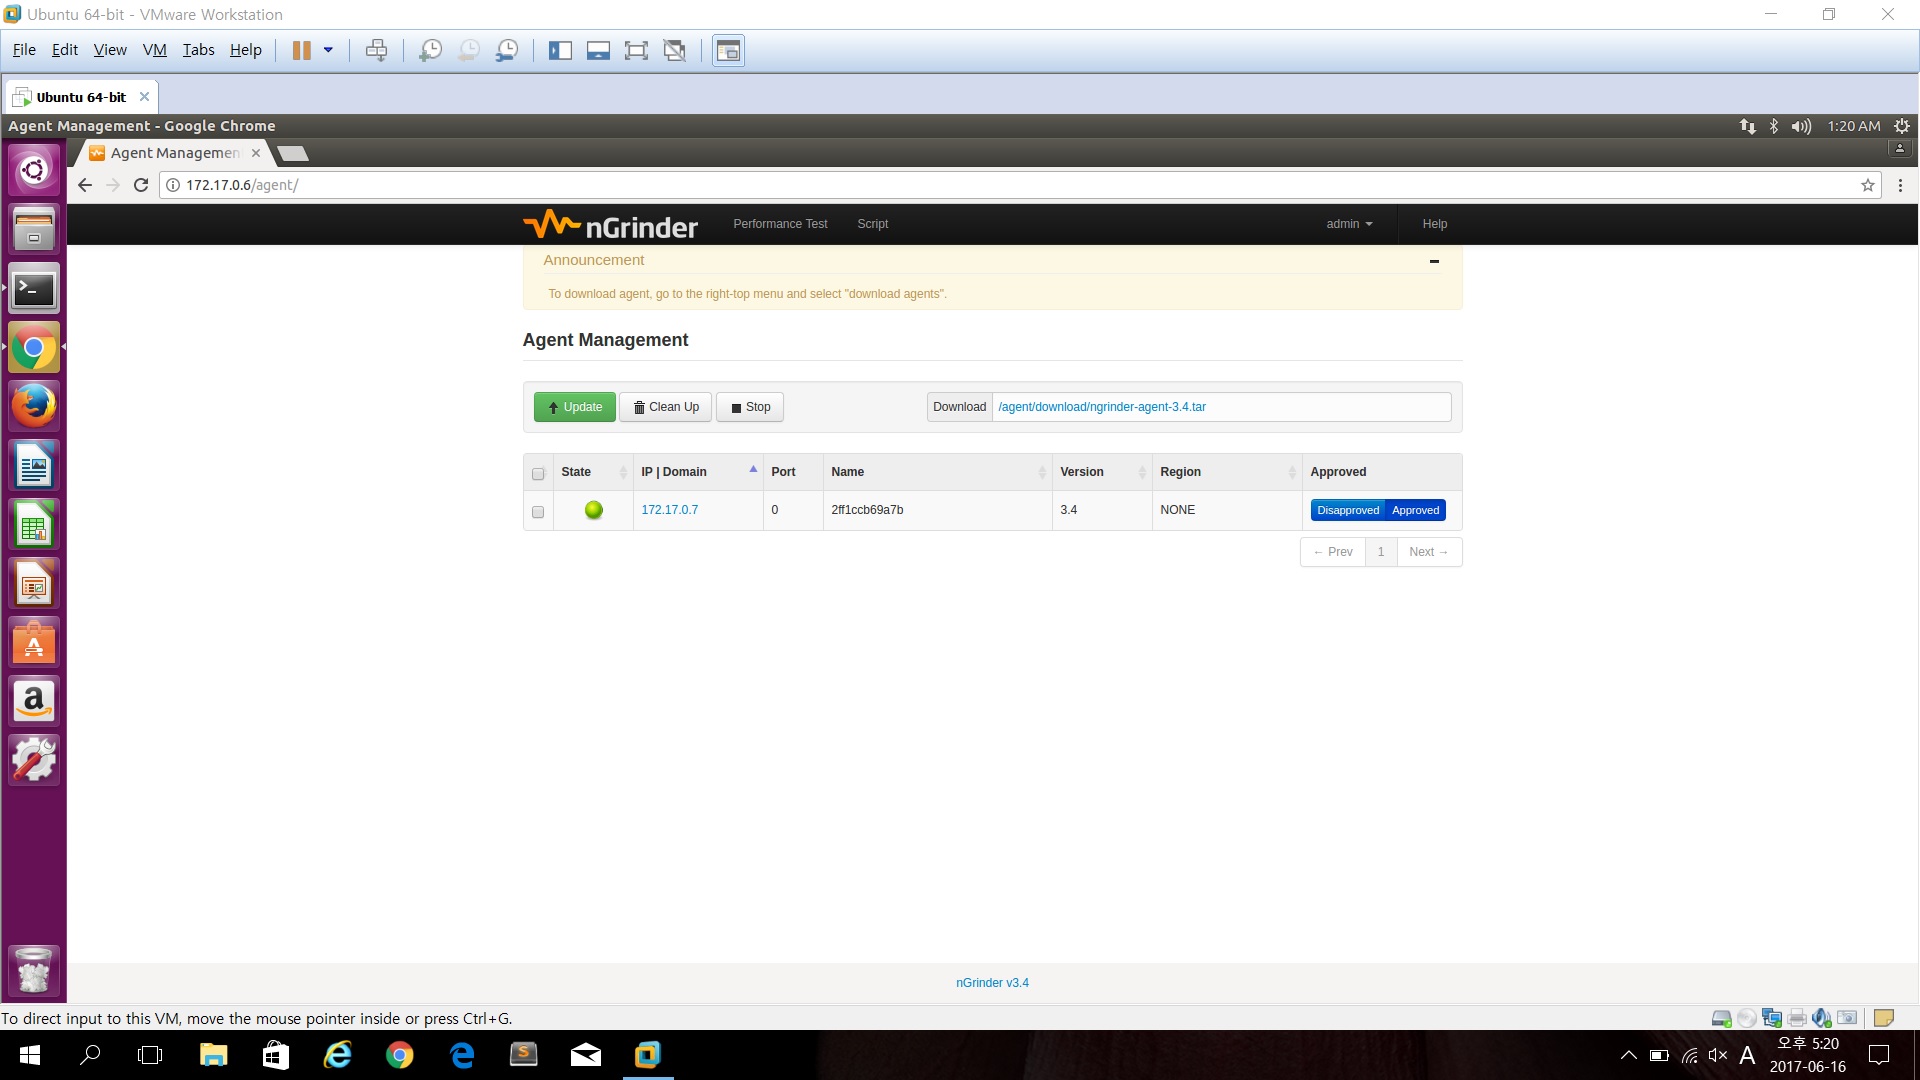 Ubuntu 64-bit - VMware Workstation
File Edit View VM Tabs Help
Ubuntu 64-bit
Agent Management - Google Chrome
1:20 AM
Agent Managemen
172.17.0.6/agent/
nGrinder Performance Test Script admin Help
Announcement
To download agent, go to the right-top menu and select "download agents".
Agent Management
Update Clean Up Stop Download /agent/download/ngrinder-agent-3.4.tar
State IP | Domain Port Name Version Region Approved
172.17.0.7 0 2ff1ccb69a7b 3.4 NONE Disapproved Approved
← Prev 1 Next →
nGrinder v3.4
To direct input to this VM, move the mouse pointer inside or press Ctrl+G.
A
오후 5:20
2017-06-16